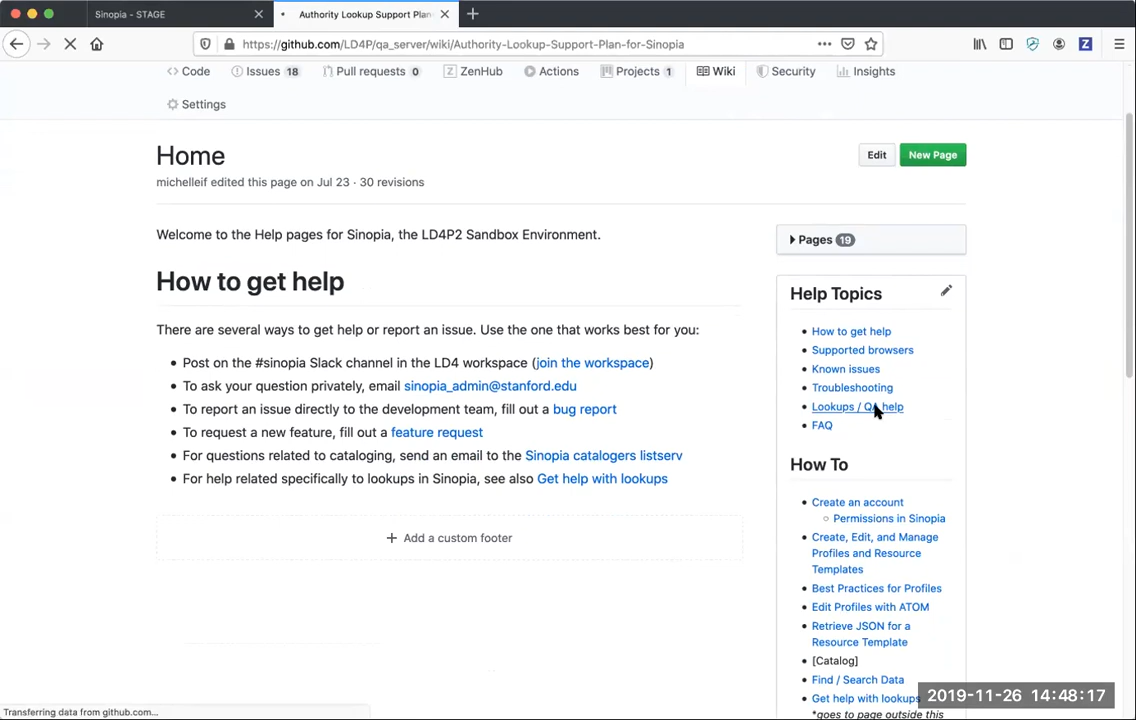 Sinopia - STAGE
Authority Lookup Support Plan
https://github.com/LD4P/qa_server/wiki/Authority-Lookup-Support-Plan-for-Sinopia
Z
Code Issues 18 Pull requests 0 ZenHub Actions Projects 1 Wiki Security Insights
Settings
Home
Edit
New Page
michelleif edited this page on Jul 23 · 30 revisions
Welcome to the Help pages for Sinopia, the LD4P2 Sandbox Environment.
How to get help
There are several ways to get help or report an issue. Use the one that works best for you:
• Post on the #sinopia Slack channel in the LD4 workspace (join the workspace)
• To ask your question privately, email sinopia_admin@stanford.edu
• To report an issue directly to the development team, fill out a bug report
• To request a new feature, fill out a feature request
• For questions related to cataloging, send an email to the Sinopia catalogers listserv
• For help related specifically to lookups in Sinopia, see also Get help with lookups
+ Add a custom footer
Pages 19
Help Topics
• How to get help
• Supported browsers
• Known issues
• Troubleshooting
• Lookups / QA help
• FAQ
How To
• Create an account
Permissions in Sinopia
• Create, Edit, and Manage
Profiles and Resource
Templates
• Best Practices for Profiles
• Edit Profiles with ATOM
• Retrieve JSON for a
Resource Template
• [Catalog]
• Find / Search Data
• Get help with lookups
*goes to page outside this
Transferring data from github.com...
2019-11-26 14:48:17